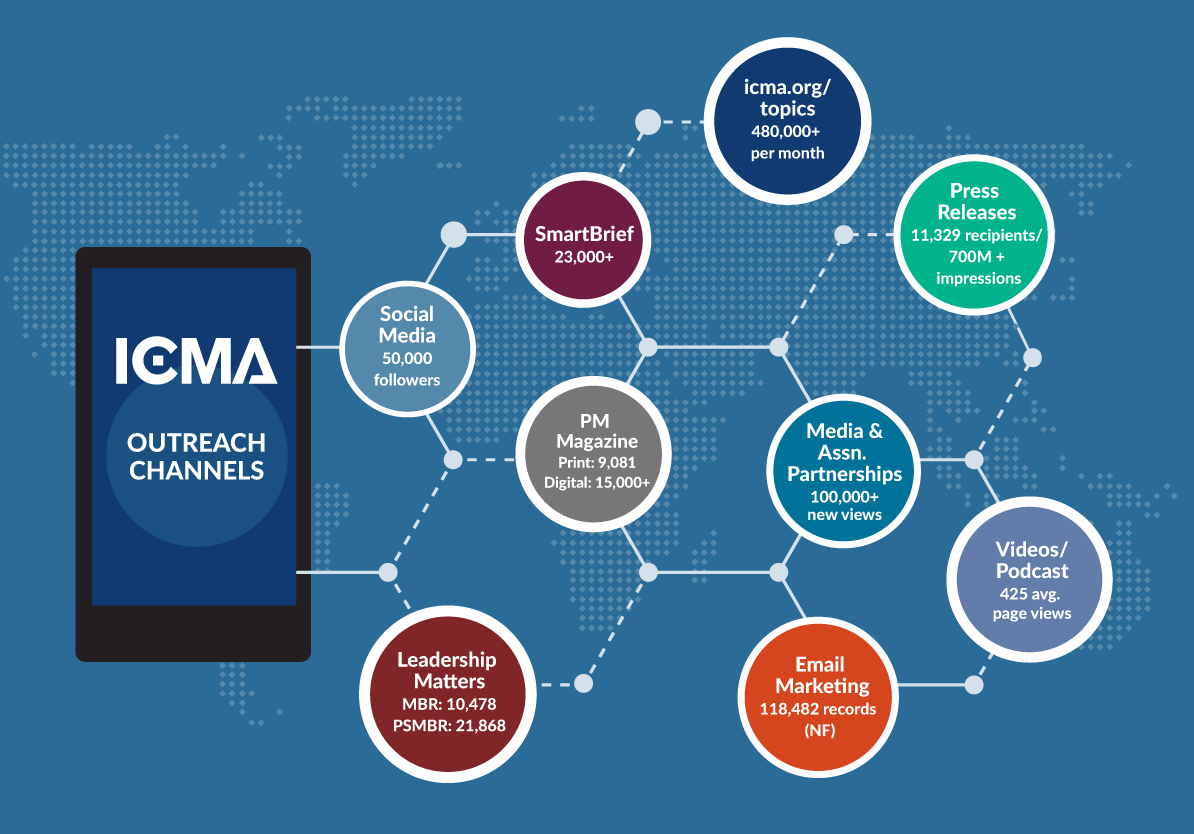 ICMA
OUTREACH
CHANNELS
icma.org/
topics
480,000+
per month
Press
Releases
11,329 recipients/
700M +
impressions
SmartBrief
23,000+
Social
Media
50,000
followers
PM
Magazine
Print: 9,081
Digital: 15,000+
Media &
Assn.
Partnerships
100,000+
new views
Videos/
Podcast
425 avg.
page views
Leadership
Matters
MBR: 10,478
PSMBR: 21,868
Email
Marketing
118,482 records
(NF)